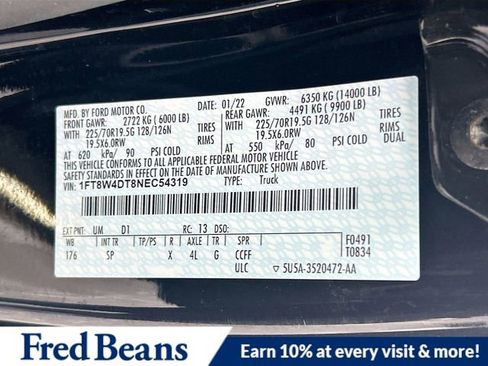 MFD. BY FORD MOTOR CO. 01/22 GVWR: 6350 KG (14000 LB)
FRONT GAWR: 2722 KG (6000 LB) REAR GAWR: 4491 KG (9900 LB)
225/70R19.5G 128/126N TIRES 225/70R19.5G 128/126N TIRES
19.5X6.0RW RIMS 19.5X6.0RW RIMS
AT 620 kPa/ 90 PSI COLD AT 550 kPa/ 80 PSI COLD DUAL
THIS VEHICLE CONFORMS TO ALL APPLICABLE FEDERAL MOTOR VEHICLE
SAFETY STANDARDS IN EFFECT ON THE DATE OF MANUFACTURE SHOWN ABOVE.
VIN: 1FT8W4DT8NEC54319 TYPE: Truck
EXT PNT: UM D1 RC: 13 DSO: F0491
WB INT TR TP/PS R AXLE TR SPR T0834
176 SP X 4L G CCFF
ULC ▽ 5U5A-3520472-AA
Fred Beans Earn 10% at every visit & more!